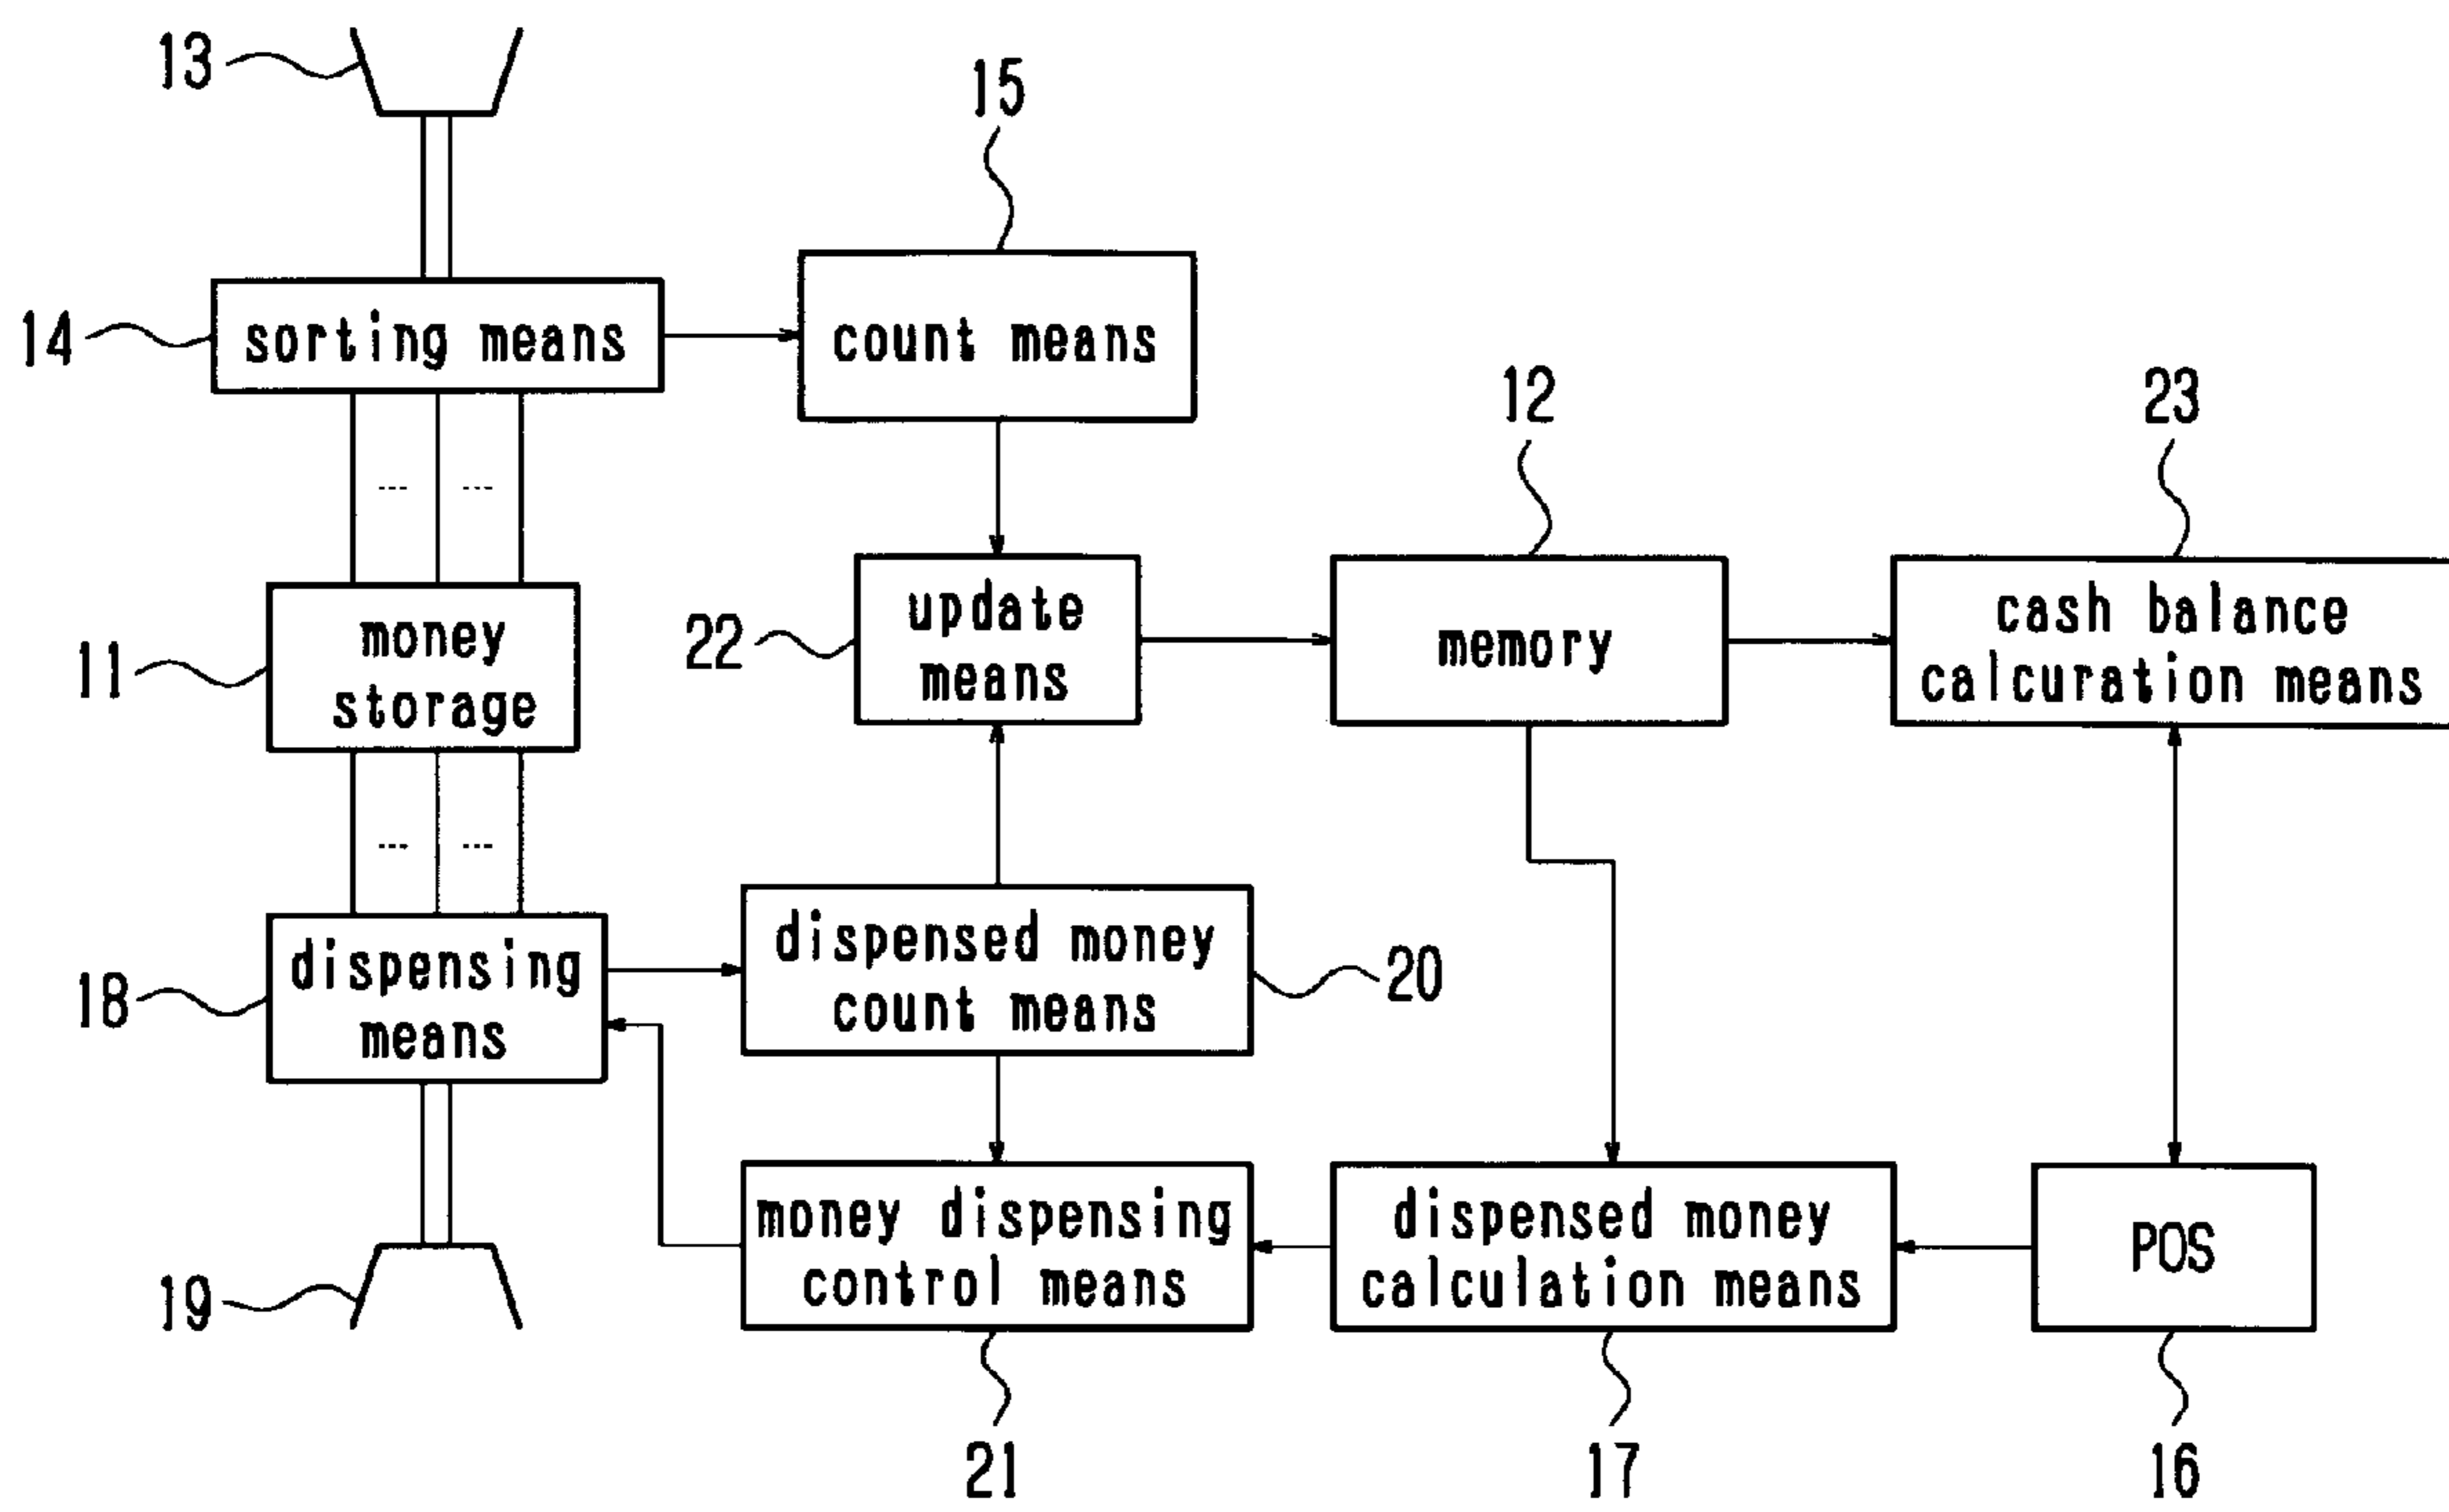 13
15
14
sorting means
count means
12
23
11
money
storage
22
update
means
memory
cash balance
calcuration means
18
dispensing
means
dispensed money
count means
20
19
money dispensing
control means
dispensed money
calculation means
POS
21
17
16